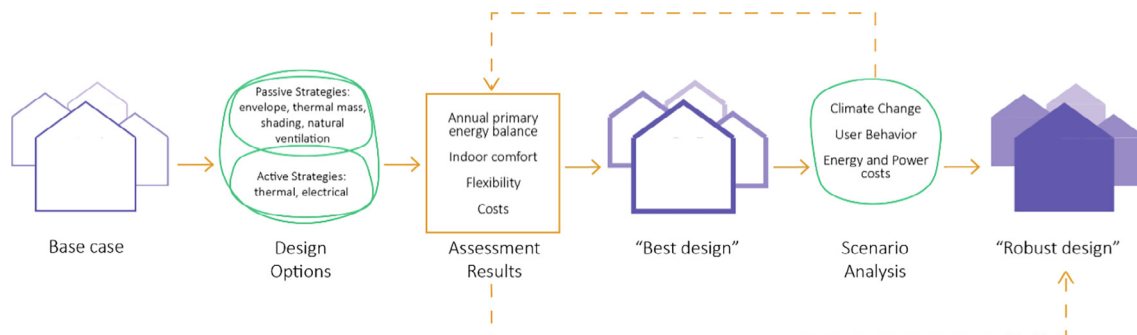 Passive Strategies:
envelope, thermal mass,
shading, natural
ventilation
Active Strategies:
thermal, electrical
Annual primary
energy balance
Indoor comfort
Flexibility
Costs
Climate Change
User Behavior
Energy and Power
costs
Base case
Design
Options
Assessment
Results
“Best design”
Scenario
Analysis
“Robust design”